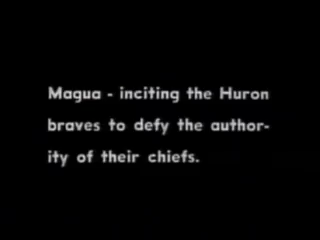 Magua - inciting the Huron
braves to defy the author-
ity of their chiefs.